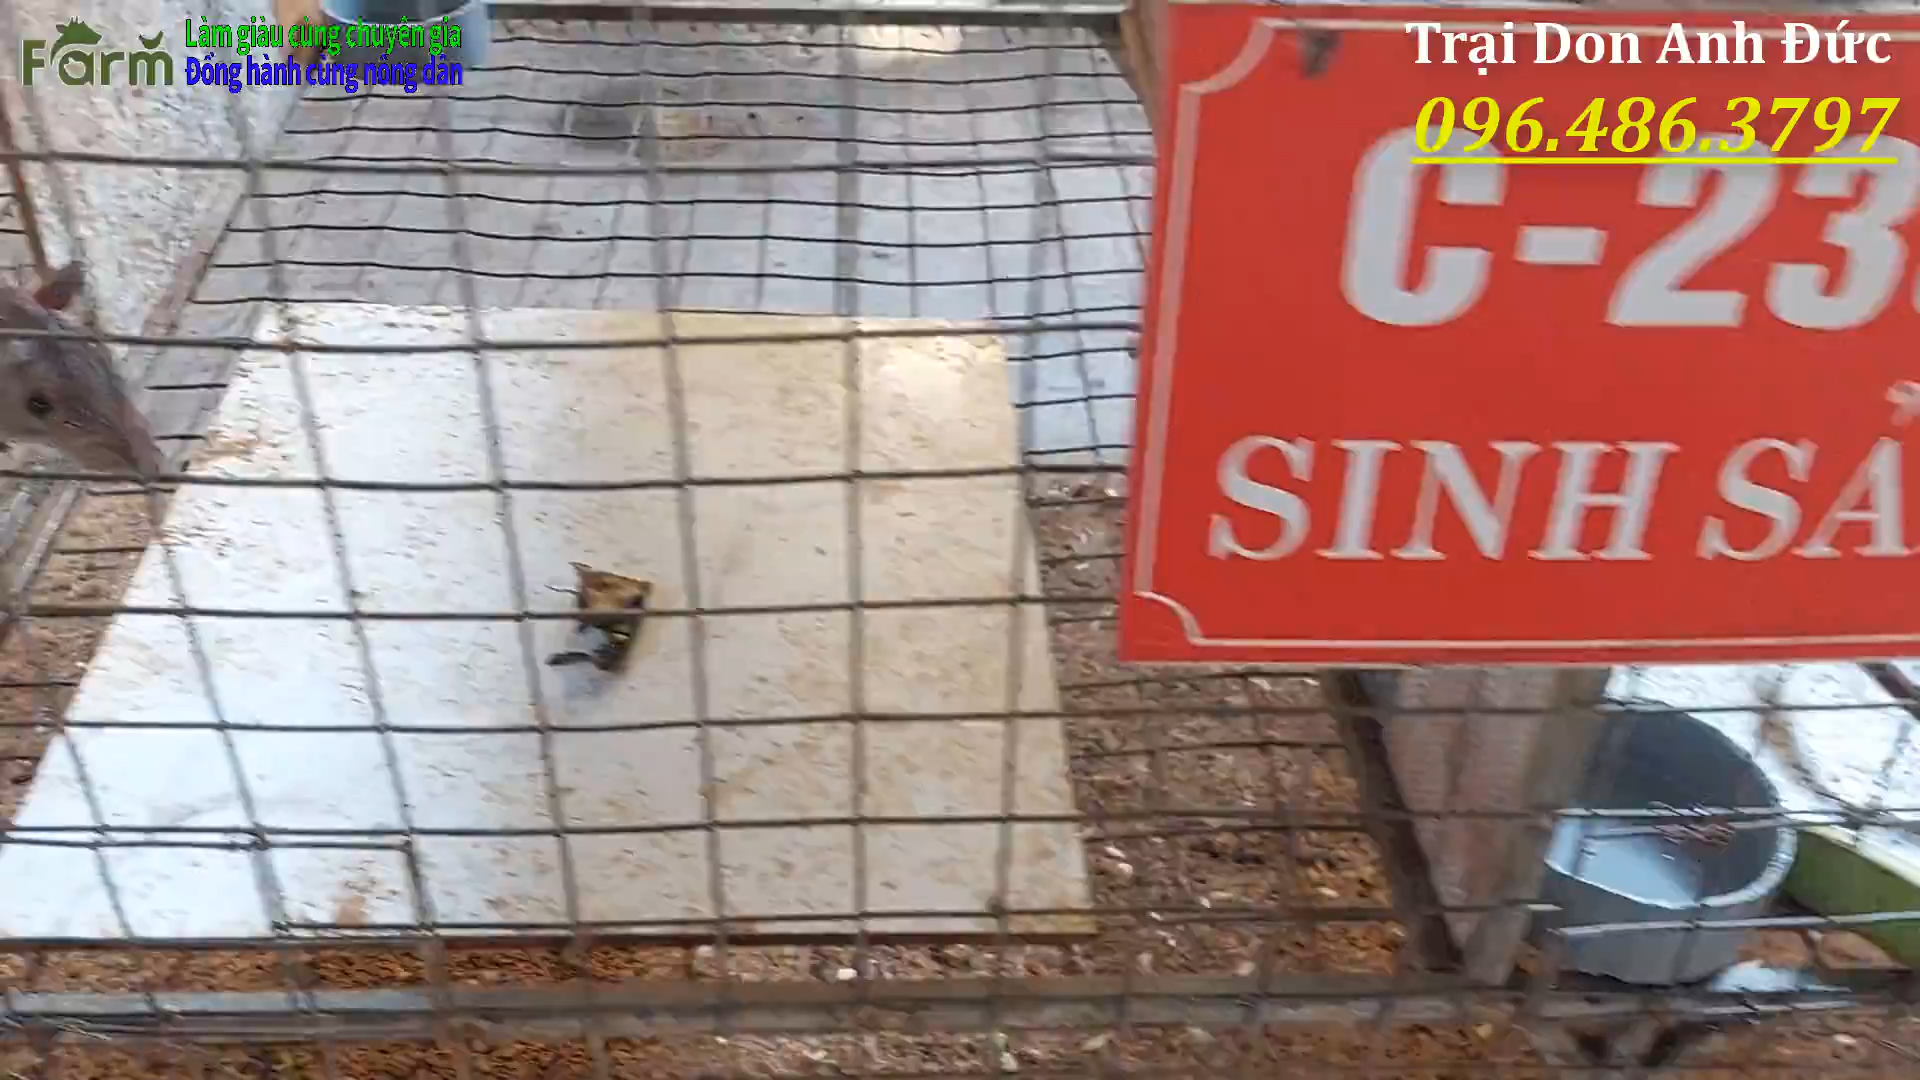 Farm
Làm giàu cùng chuyên gia
Đồng hành cùng nông dân
Trại Don Anh Đức
096.486.3797
C-23
SINH SẢ